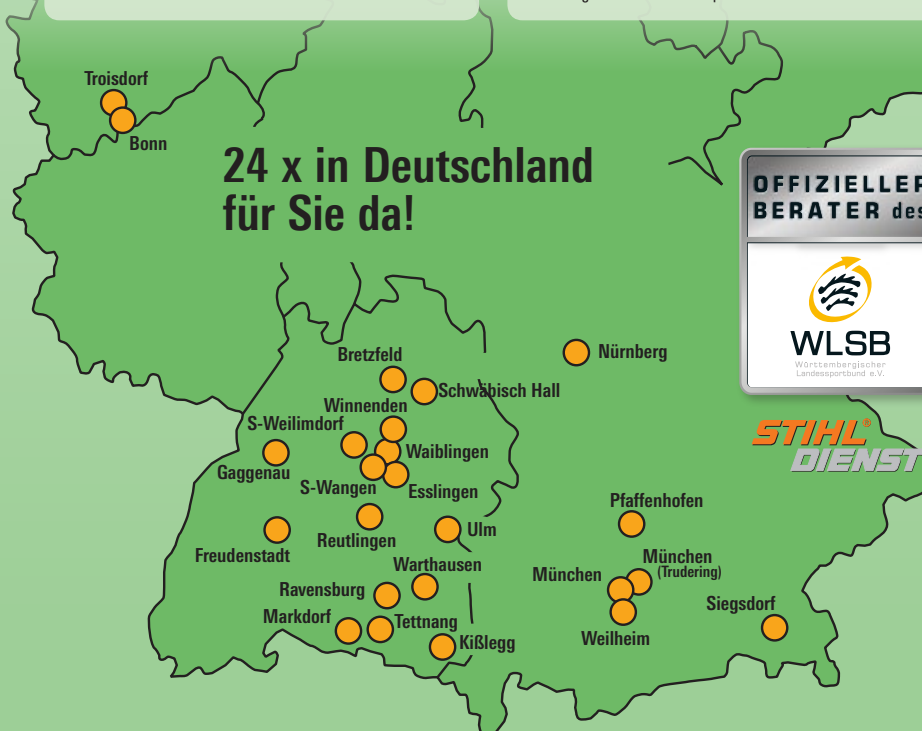 Troisdorf
Bonn
24 x in Deutschland
für Sie da!
OFFIZIELLER
BERATER des
WLSB
Württembergischer
Landessportbund e.V.
STIHL®
DIENST
Nürnberg
Bretzfeld
Schwäbisch Hall
Winnenden
S-Weilimdorf
Waiblingen
Gaggenau
S-Wangen
Esslingen
Pfaffenhofen
Ulm
Reutlingen
Freudenstadt
Warthausen
München
(Trudering)
München
Ravensburg
Siegsdorf
Markdorf
Tettnang
Weilheim
Kißlegg